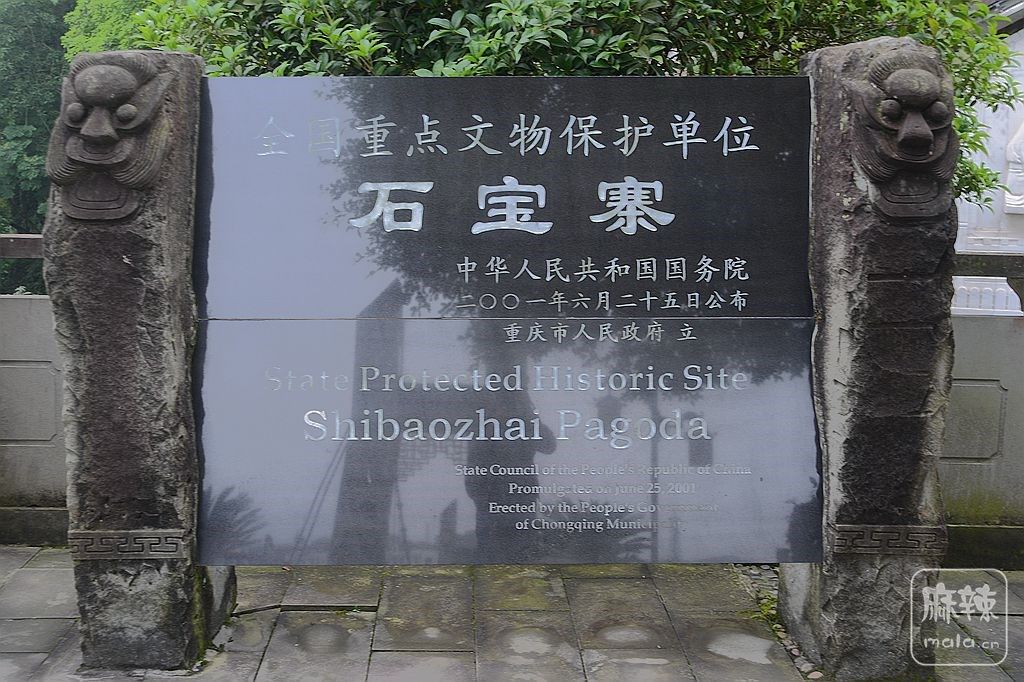 全国重点文物保护单位
石宝寨
中华人民共和国国务院
二〇〇一年六月二十五日公布
重庆市人民政府 立
State Protected Historic Site
Shibaozhai Pagoda
State Council of the People's Republic of China
Promulgated on June 25, 2001
Erected by the People's Government
of Chongqing Municipality
麻辣
mala.cn